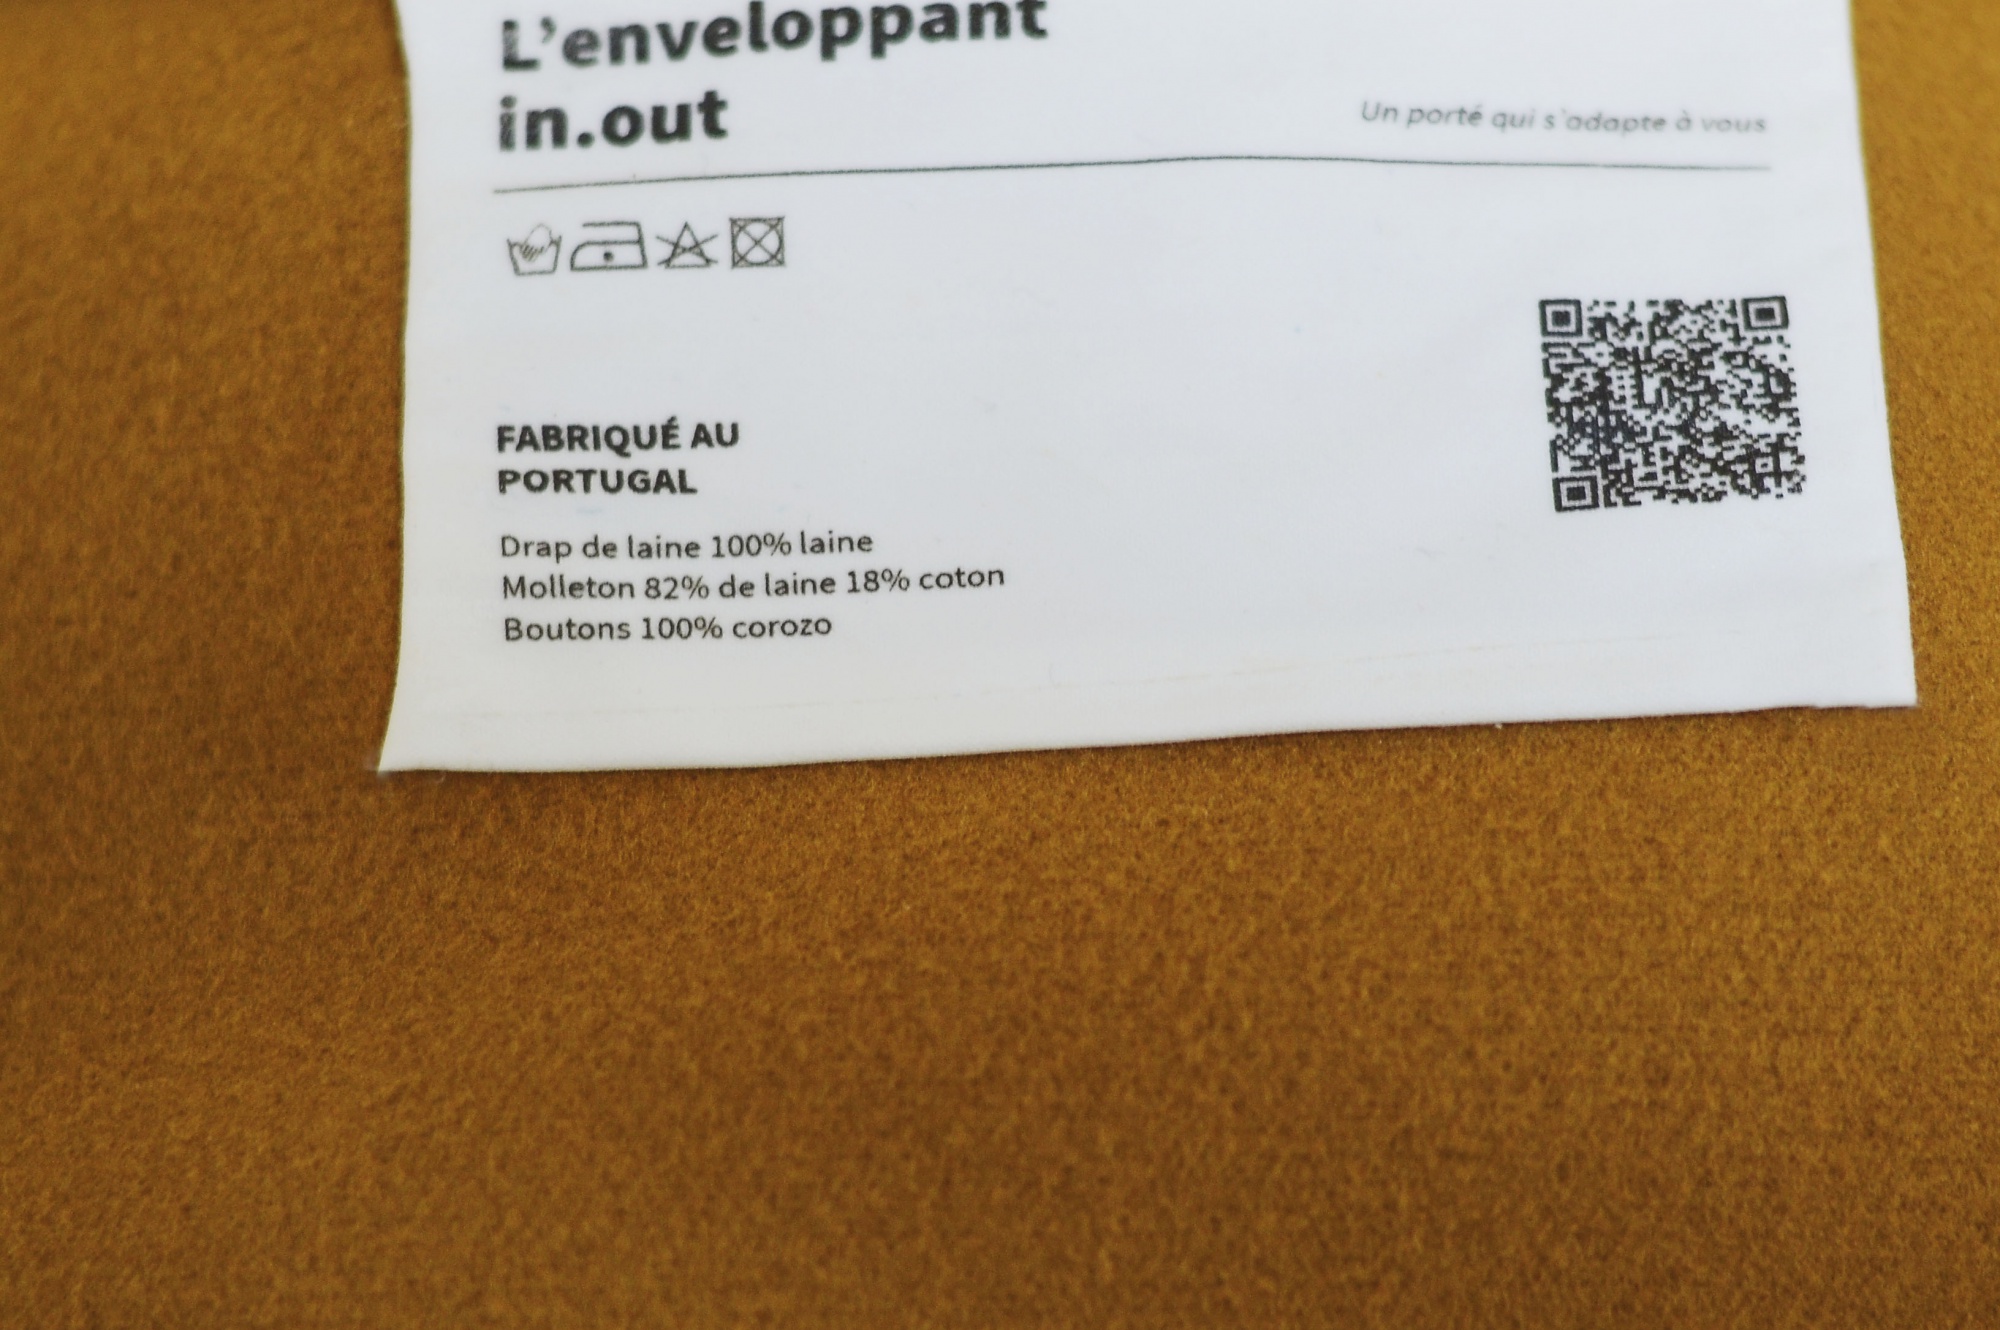 L’enveloppant
in.out
Un porté qui s'adapte à vous
FABRIQUÉ AU
PORTUGAL
Drap de laine 100% laine
Molleton 82% de laine 18% coton
Boutons 100% corozo